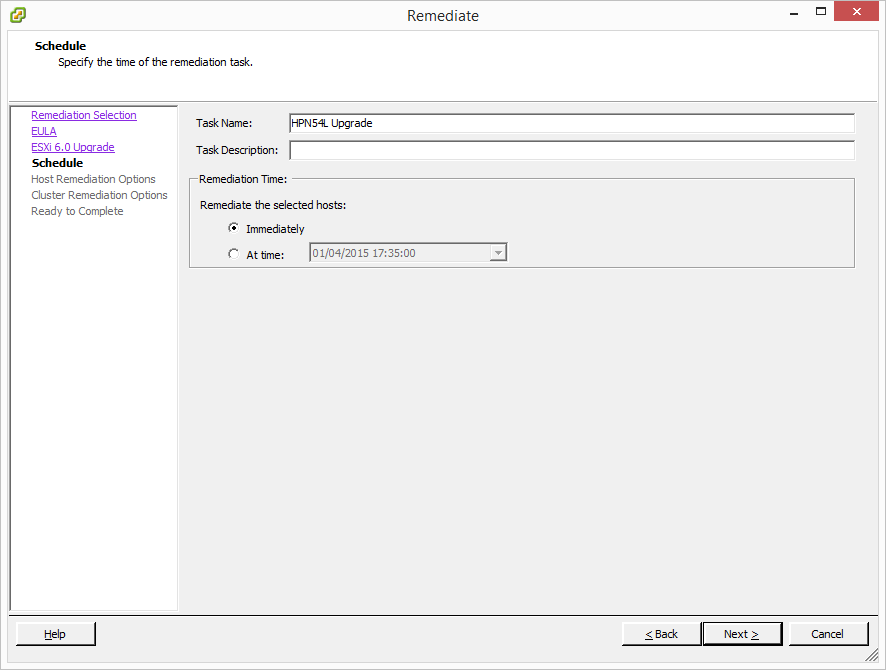 Remediate
Schedule
Specify the time of the remediation task.
Remediation Selection
EULA
ESXi 6.0 Upgrade
Schedule
Host Remediation Options
Cluster Remediation Options
Ready to Complete
Task Name: HPN54L Upgrade
Task Description:
Remediation Time:
Remediate the selected hosts:
Immediately
At time: 01/04/2015 17:35:00
Help < Back Next > Cancel